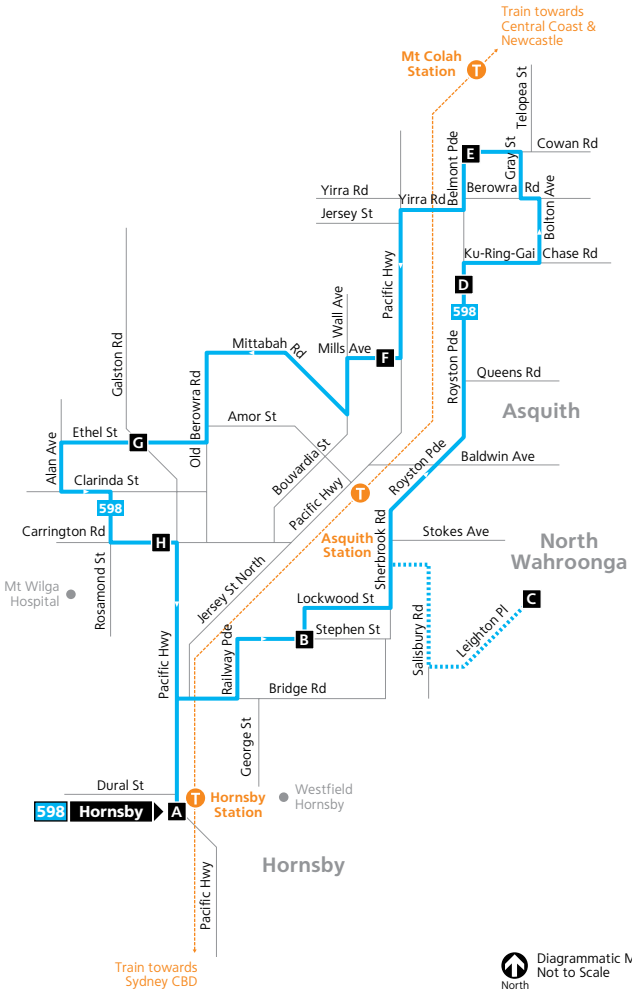 Train towards
Central Coast &
Newcastle
Mt Colah
Station
T
Telopea St
Gray St
Cowan Rd
E
Belmont Pde
Berowra Rd
Bolton Ave
Yirra Rd
Yirra Rd
Jersey St
Ku-Ring-Gai Chase Rd
D
598
Pacific Hwy
Wall Ave
Mills Ave
F
Mittabah Rd
Galston Rd
Royston Pde
Queens Rd
Asquith
Old Berowra Rd
Amor St
Ethel St
G
Alan Ave
Bouvardia St
Royston Pde
Baldwin Ave
Clarinda St
598
Pacific Hwy
T
Asquith
Station
Carrington Rd
H
Sherbrook Rd
Stokes Ave
North
Wahroonga
Rosamond St
Mt Wilga
Hospital
Jersey St North
Lockwood St
C
Stephen St
B
Salisbury Rd
Leighton Pl
Pacific Hwy
Railway Pde
Bridge Rd
George St
Dural St
598 Hornsby
A
T
Hornsby
Station
Westfield
Hornsby
Hornsby
Pacific Hwy
Train towards
Sydney CBD
North
Diagrammatic M
Not to Scale